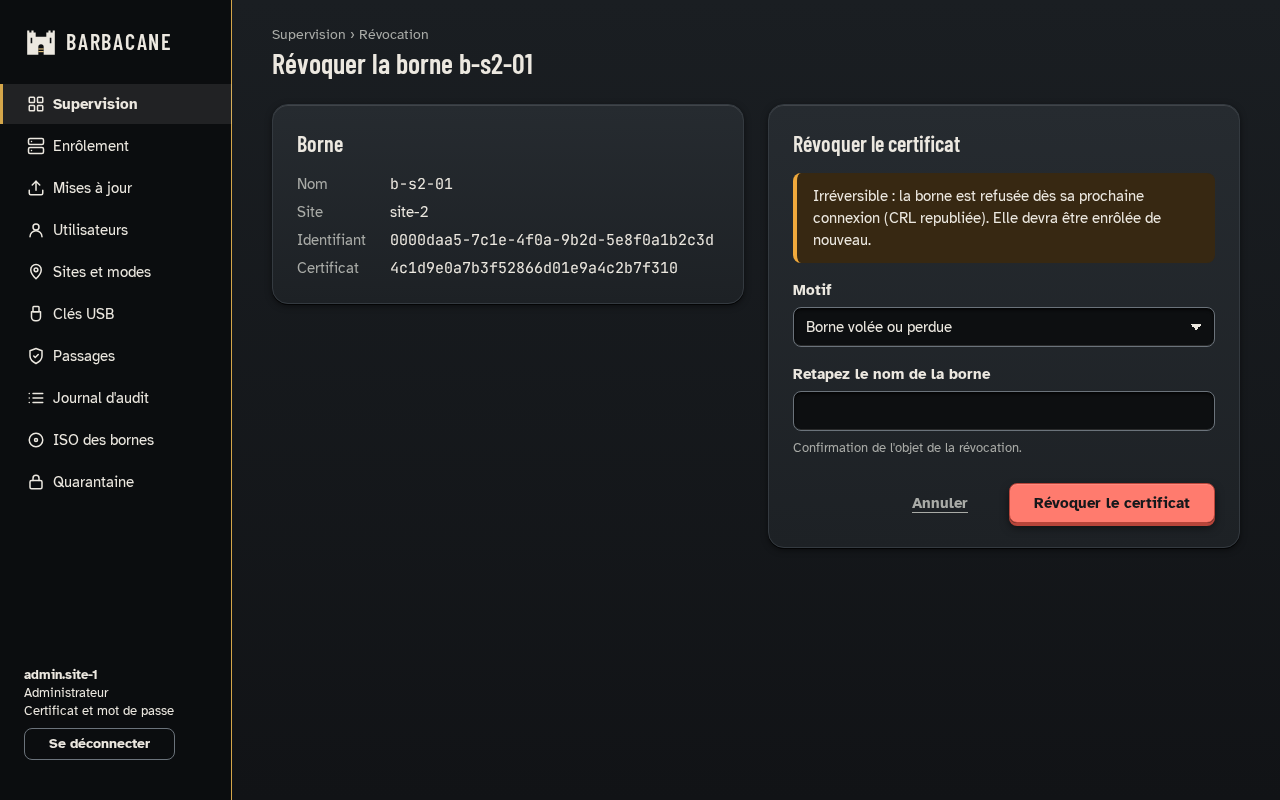 BARBACANE
Supervision
Enrôlement
Mises à jour
Utilisateurs
Sites et modes
Clés USB
Passages
Journal d'audit
ISO des bornes
Quarantaine
admin.site-1
Administrateur
Certificat et mot de passe
Se déconnecter
Supervision › Révocation
Révoquer la borne b-s2-01
Borne
Nom b-s2-01
Site site-2
Identifiant 0000daa5-7c1e-4f0a-9b2d-5e8f0a1b2c3d
Certificat 4c1d9e0a7b3f52866d01e9a4c2b7f310
Révoquer le certificat
Irréversible : la borne est refusée dès sa prochaine
connexion (CRL republiée). Elle devra être enrôlée de
nouveau.
Motif
Borne volée ou perdue
Retapez le nom de la borne
Confirmation de l'objet de la révocation.
Annuler
Révoquer le certificat